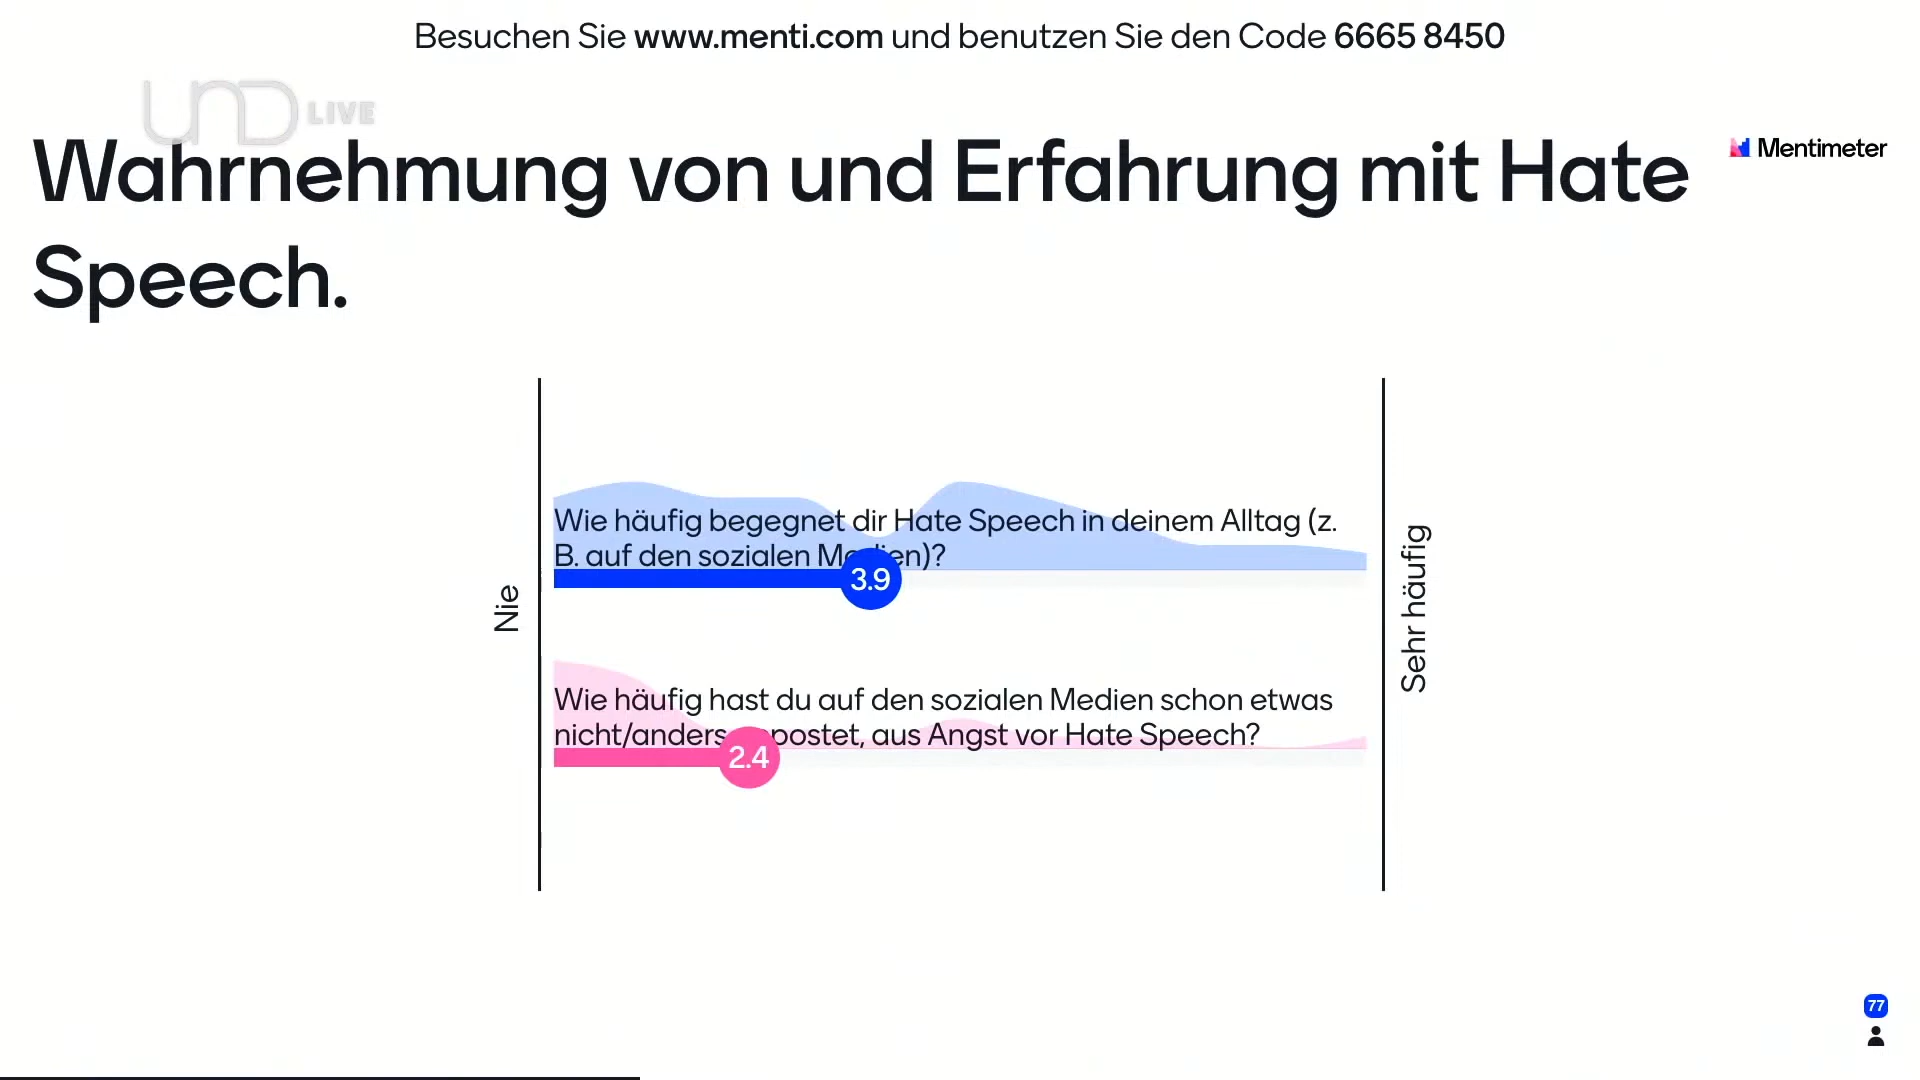 Besuchen Sie www.menti.com und benutzen Sie den Code 6665 8450
unD LIVE
Wahrnehmung von und Erfahrung mit Hate
Speech.
Mentimeter
Nie
Wie häufig begegnet dir Hate Speech in deinem Alltag (z.
B. auf den sozialen Medien)?
3.9
Wie häufig hast du auf den sozialen Medien schon etwas
nicht/anders gepostet, aus Angst vor Hate Speech?
2.4
Sehr häufig
77